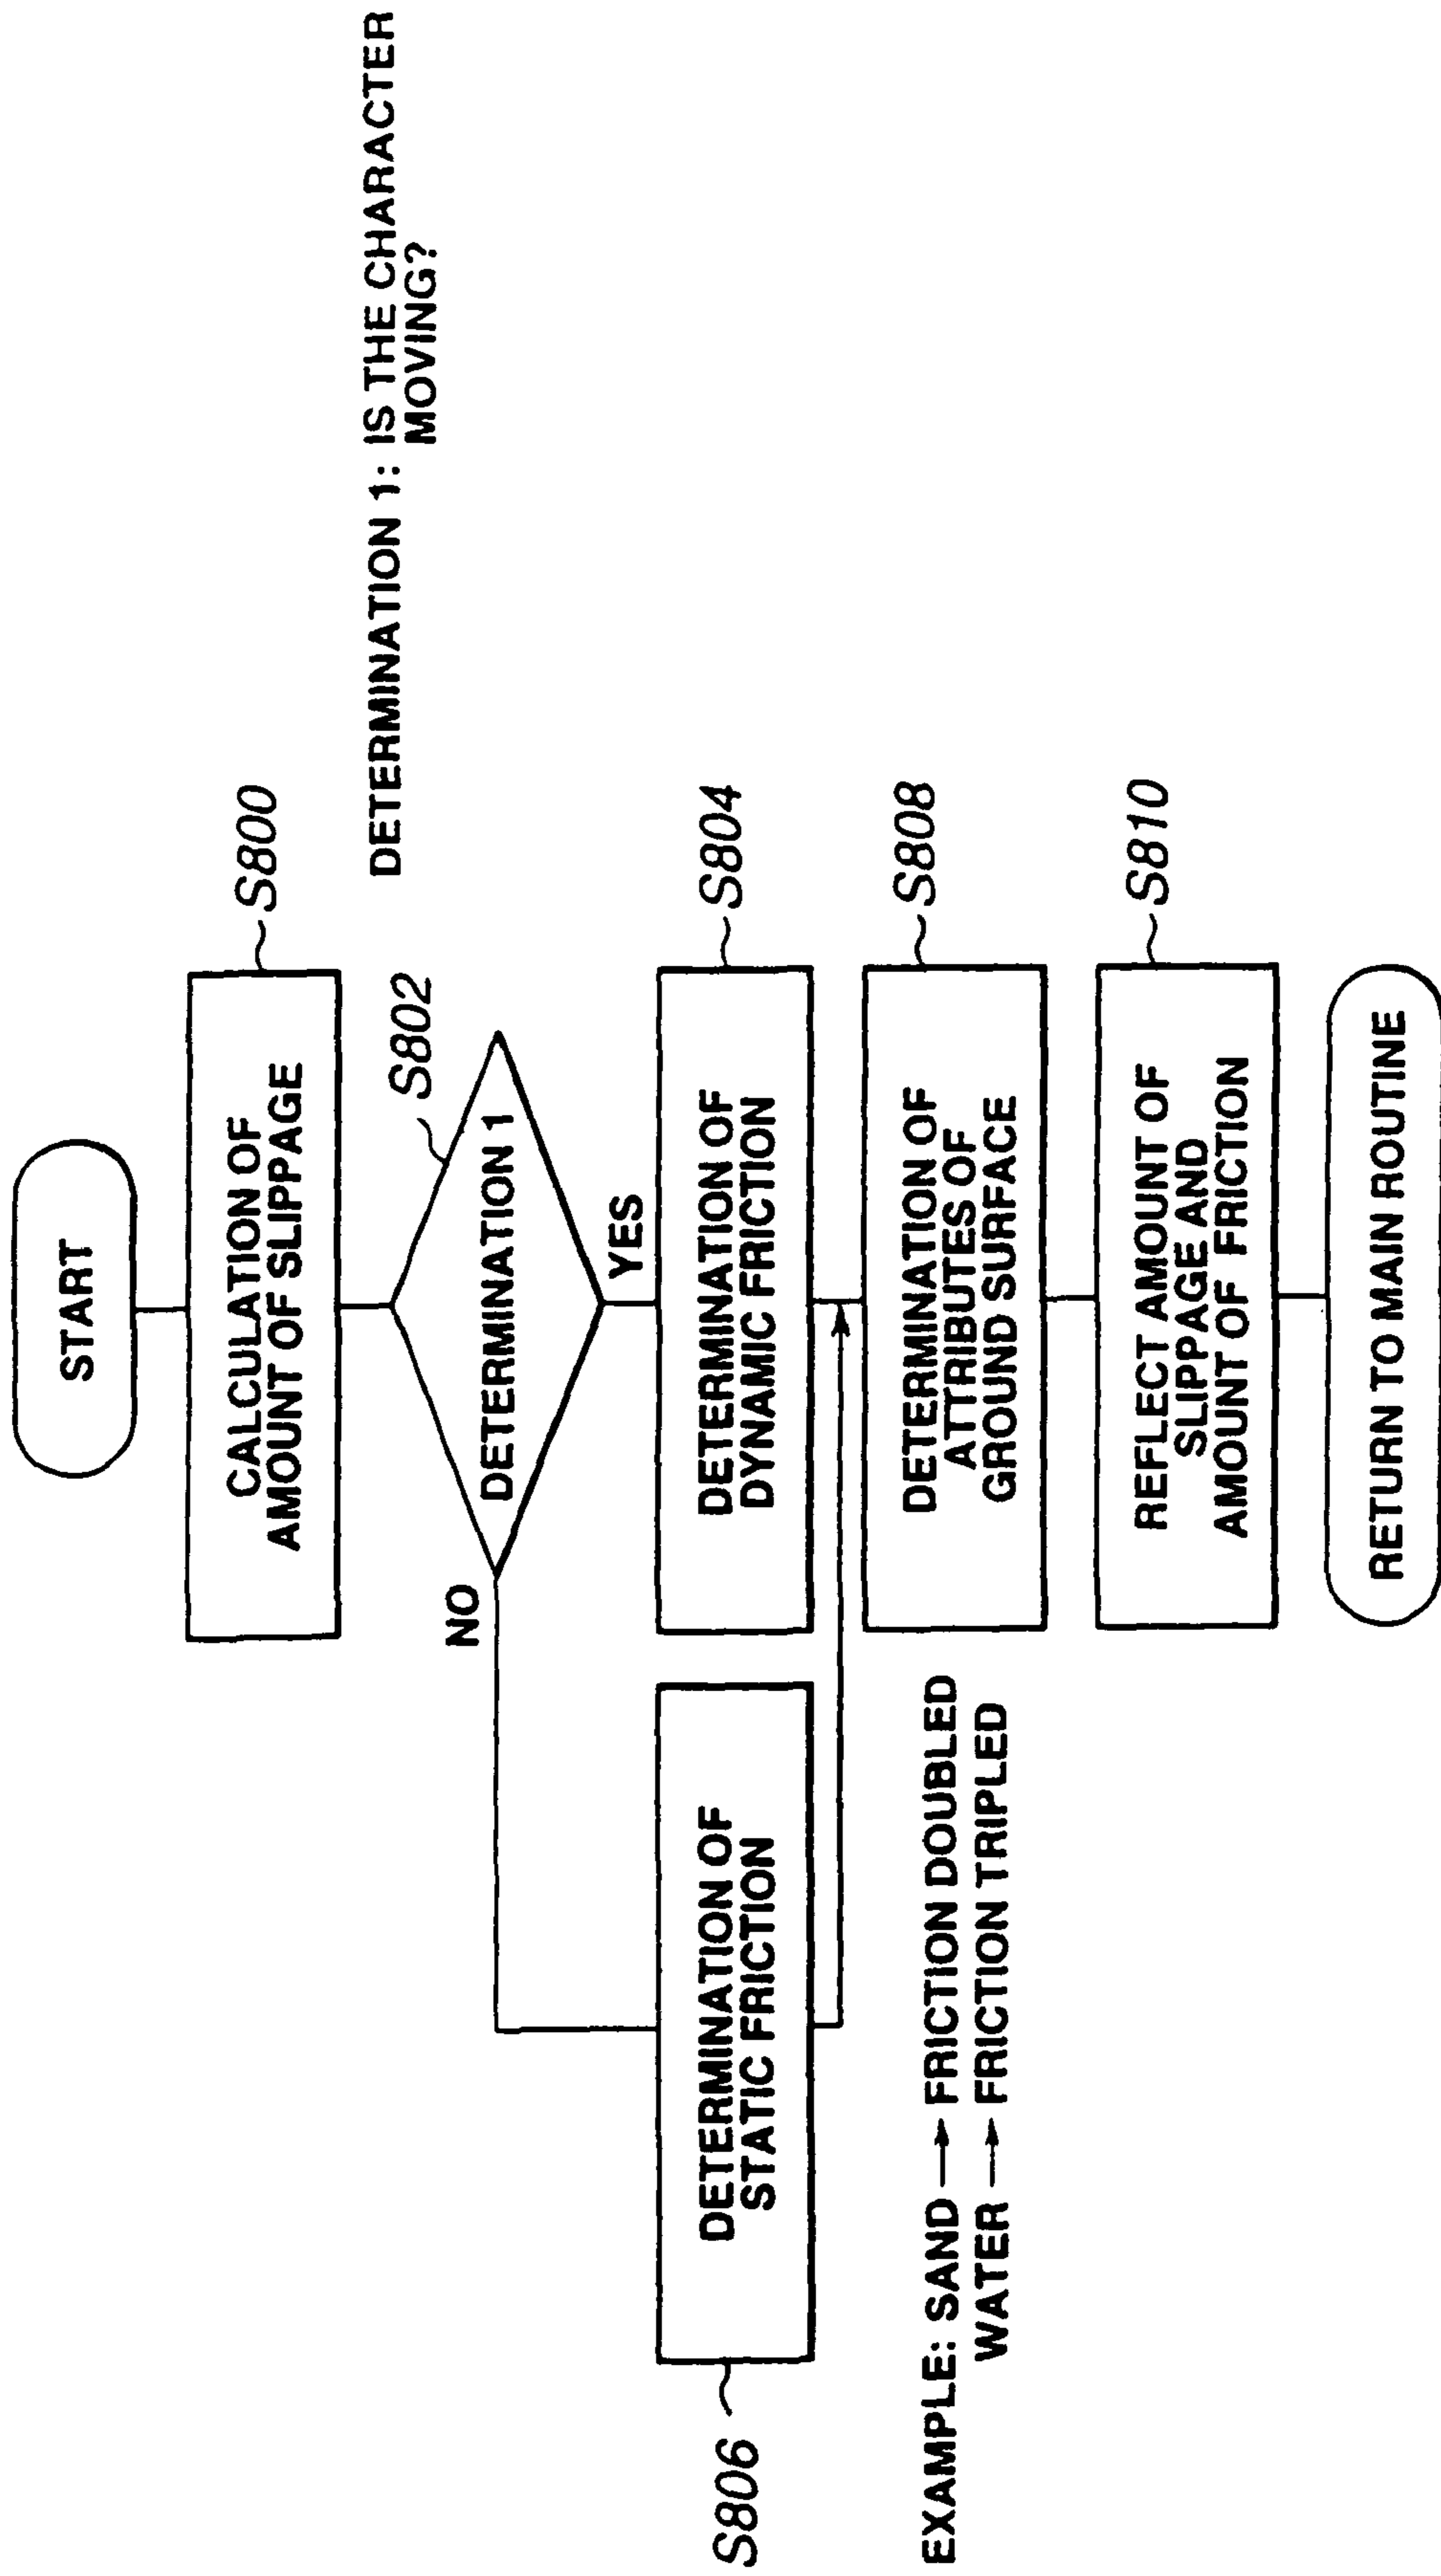 START
CALCULATION OF
AMOUNT OF SLIPPAGE
S800
DETERMINATION 1: IS THE CHARACTER
MOVING?
S802
DETERMINATION 1
NO
YES
DETERMINATION OF
STATIC FRICTION
S806
DETERMINATION OF
DYNAMIC FRICTION
S804
EXAMPLE: SAND → FRICTION DOUBLED
WATER → FRICTION TRIPLED
DETERMINATION OF
ATTRIBUTES OF
GROUND SURFACE
S808
REFLECT AMOUNT OF
SLIPPAGE AND
AMOUNT OF FRICTION
S810
RETURN TO MAIN ROUTINE